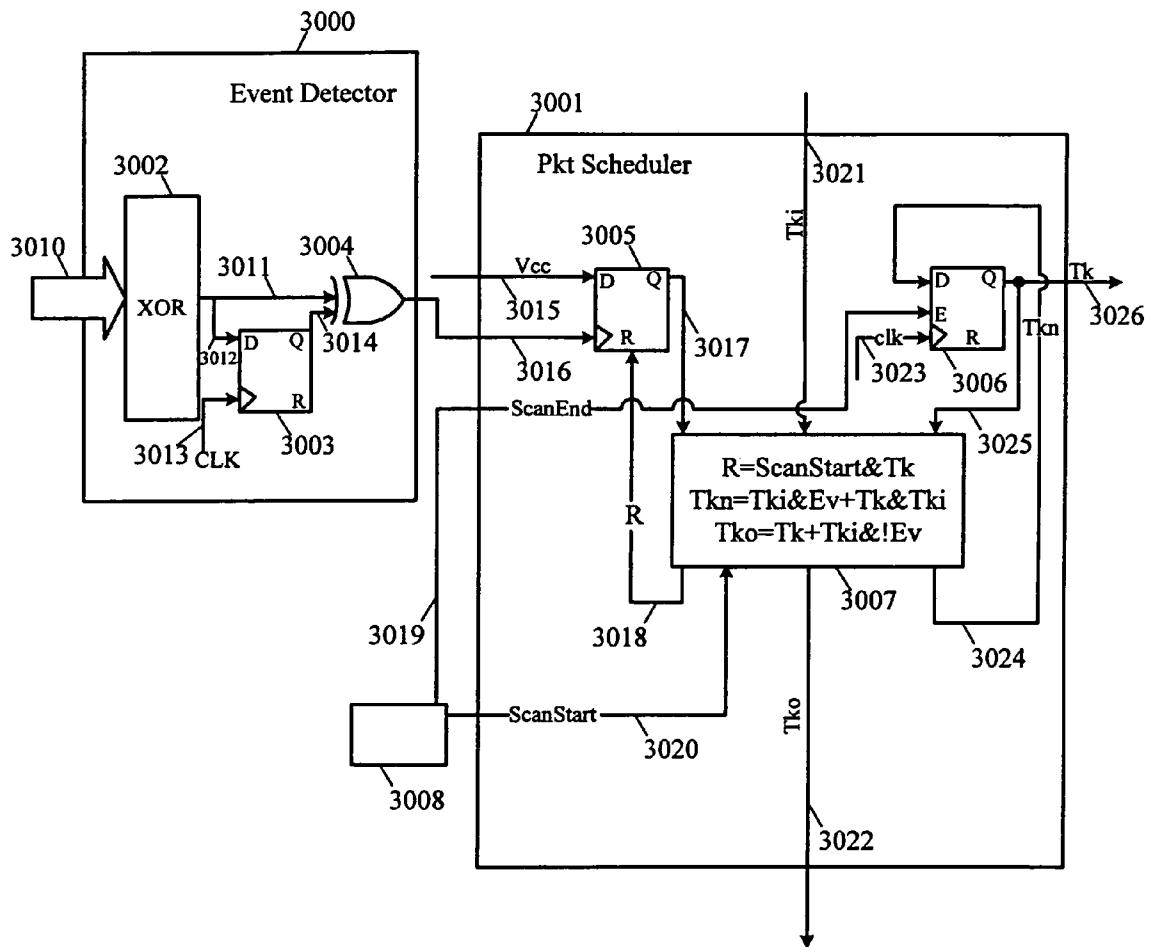 3000
Event Detector
3001
3002
Pkt Scheduler
3021
3010
3004
3005
Tki
3011
Vcc
D Q
D Q
Tk
XOR
3015
E
3026
3012
D Q
3014
R
3017
clk
R
Tkn
3016
3023
3006
R
ScanEnd
3013
CLK
3003
3025
R=ScanStart&Tk
Tkn=Tki&Ev+Tk&Tki
Tko=Tk+Tki&!Ev
R
3007
3019
3018
3024
ScanStart
3020
Tko
3008
3022